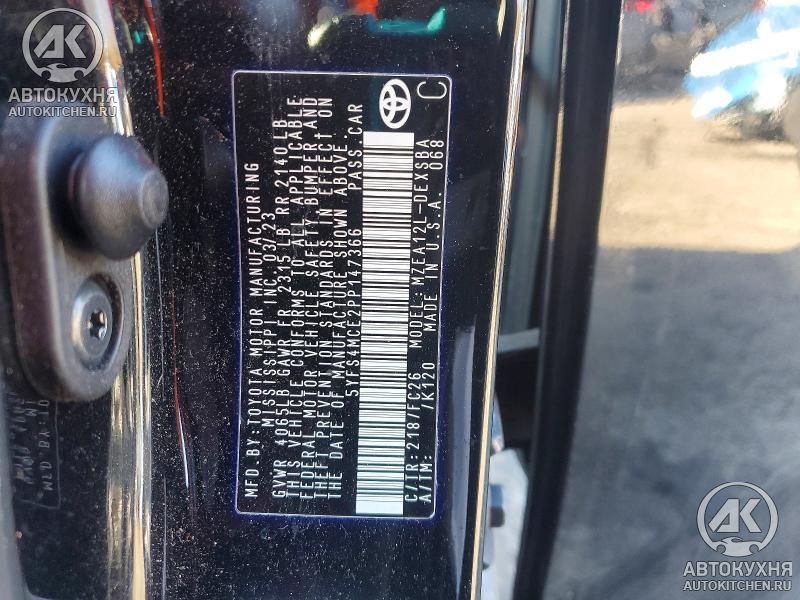 AK
АВТОКУХНЯ
AUTOKITCHEN.RU
MFD.BY: TOYOTA MOTOR MANUFACTURING
MISSISSIPPI INC. 03/23
GVWR 4065LB GAWR FR 2315 LB RR 2140 LB
THIS VEHICLE CONFORMS TO ALL APPLICABLE
FEDERAL MOTOR VEHICLE SAFETY, BUMPER, AND
THEFT PREVENTION STANDARDS IN EFFECT ON
THE DATE OF MANUFACTURE SHOWN ABOVE.
5YFS4MCE2PP147366 PASS. CAR
C/TR: 218/FC26 MODEL: MZEA12L-DEXSBA
A/TM: /K120 MADE IN U.S.A. 068
C
AK
АВТОКУХНЯ
AUTOKITCHEN.RU